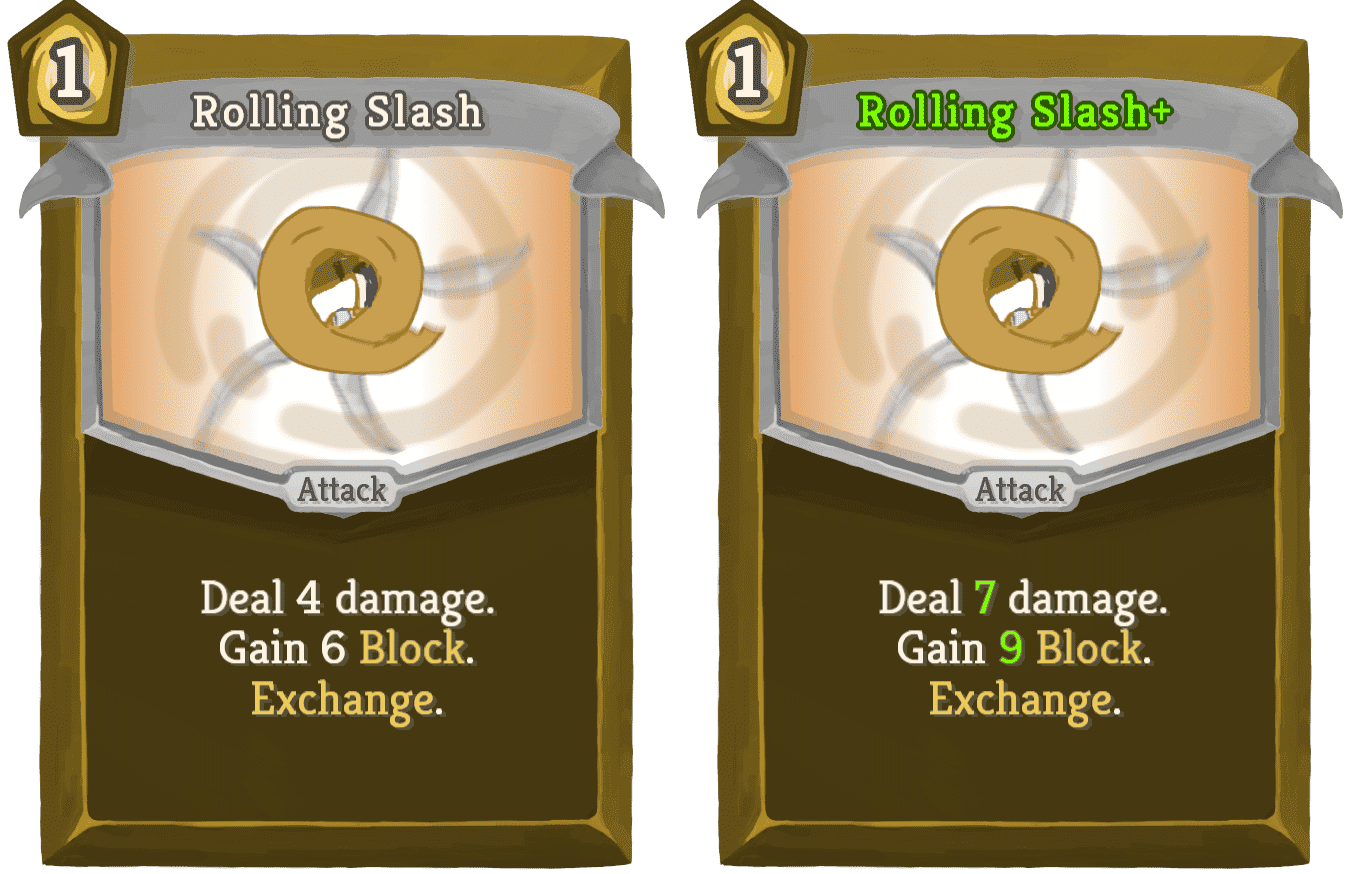 1
Rolling Slash
Attack
Deal 4 damage.
Gain 6 Block.
Exchange.
1
Rolling Slash+
Attack
Deal 7 damage.
Gain 9 Block.
Exchange.